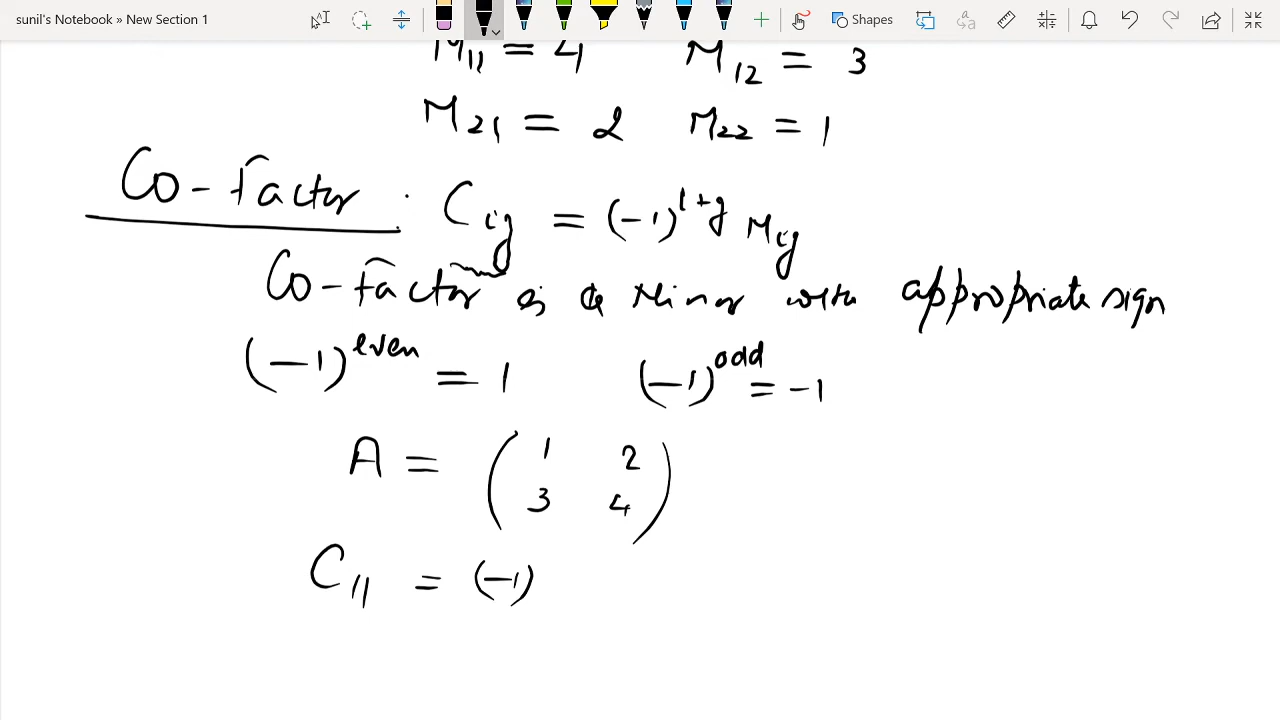 sunil's Notebook » New Section 1
Shapes
M11 = 4 M12 = 3
M21 = 2 M22 = 1
Co-Factor : Cij = (-1)^i+j Mij
Co-Factor is a Minor with appropriate sign
(-1)^even = 1 (-1)^odd = -1
A = ( 1 2
3 4 )
C11 = (-1)